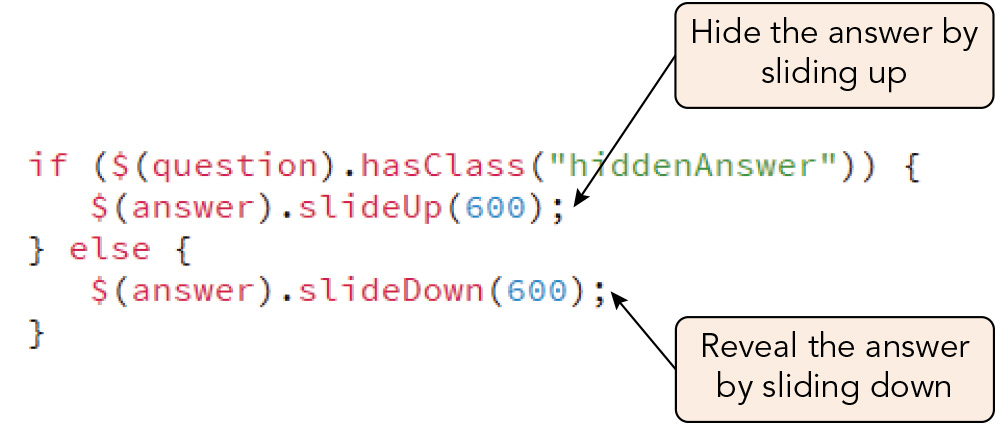 Hide the answer by
sliding up
if ($(question).hasClass("hiddenAnswer")) {
   $(answer).slideUp(600);
} else {
   $(answer).slideDown(600);
}
Reveal the answer
by sliding down